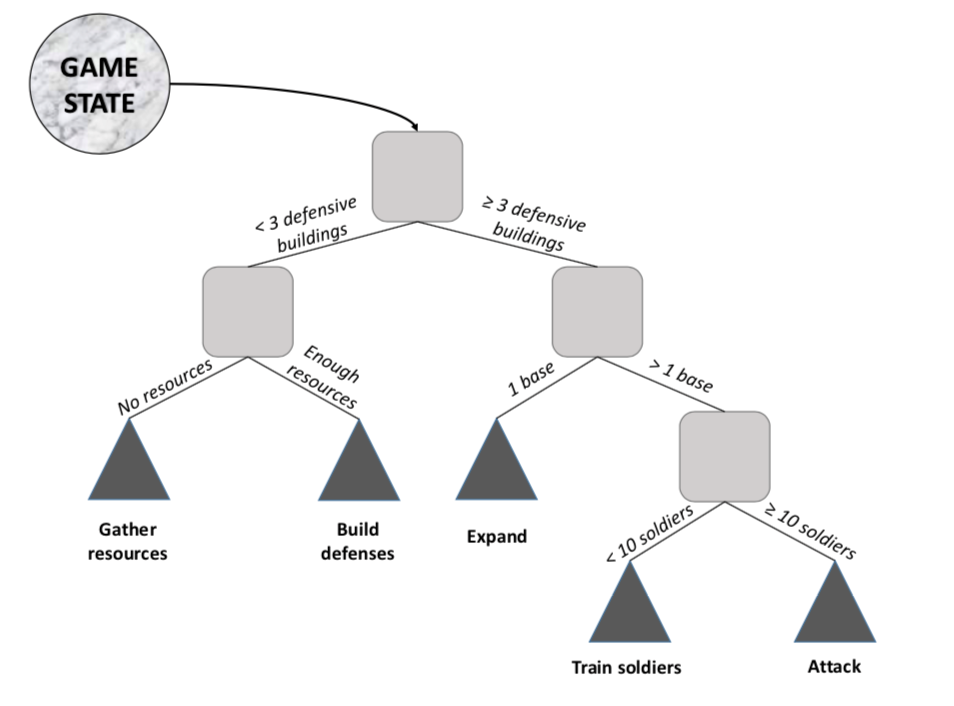 GAME
STATE
< 3 defensive
buildings
≥ 3 defensive
buildings
No resources
Enough
resources
1 base
> 1 base
Gather
resources
Build
defenses
Expand
< 10 soldiers
≥ 10 soldiers
Train soldiers
Attack